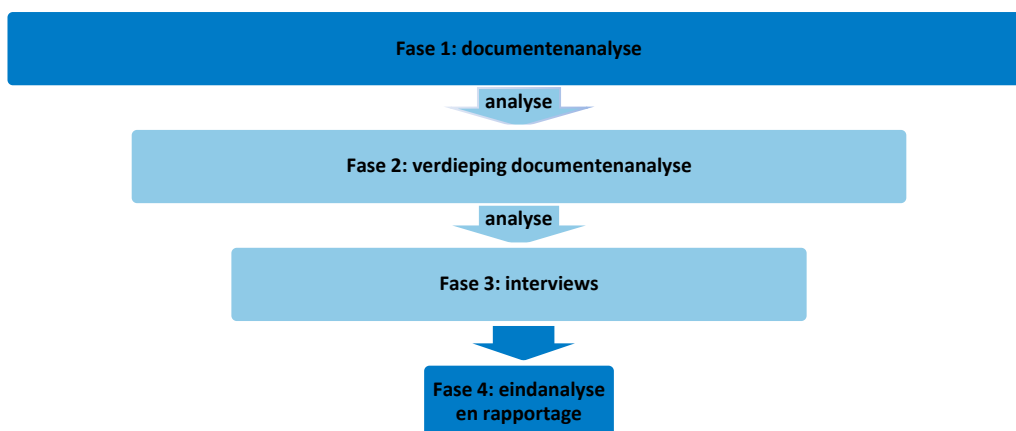 Fase 1: documentenanalyse
analyse
Fase 2: verdieping documentenanalyse
analyse
Fase 3: interviews
Fase 4: eindanalyse
en rapportage